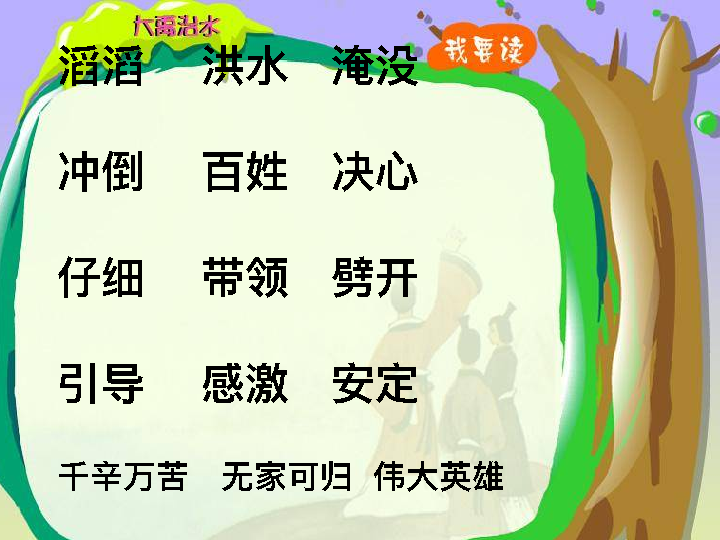 大禹治水
我要读
滔滔 洪水 淹没
冲倒 百姓 决心
仔细 带领 劈开
引导 感激 安定
千辛万苦 无家可归 伟大英雄